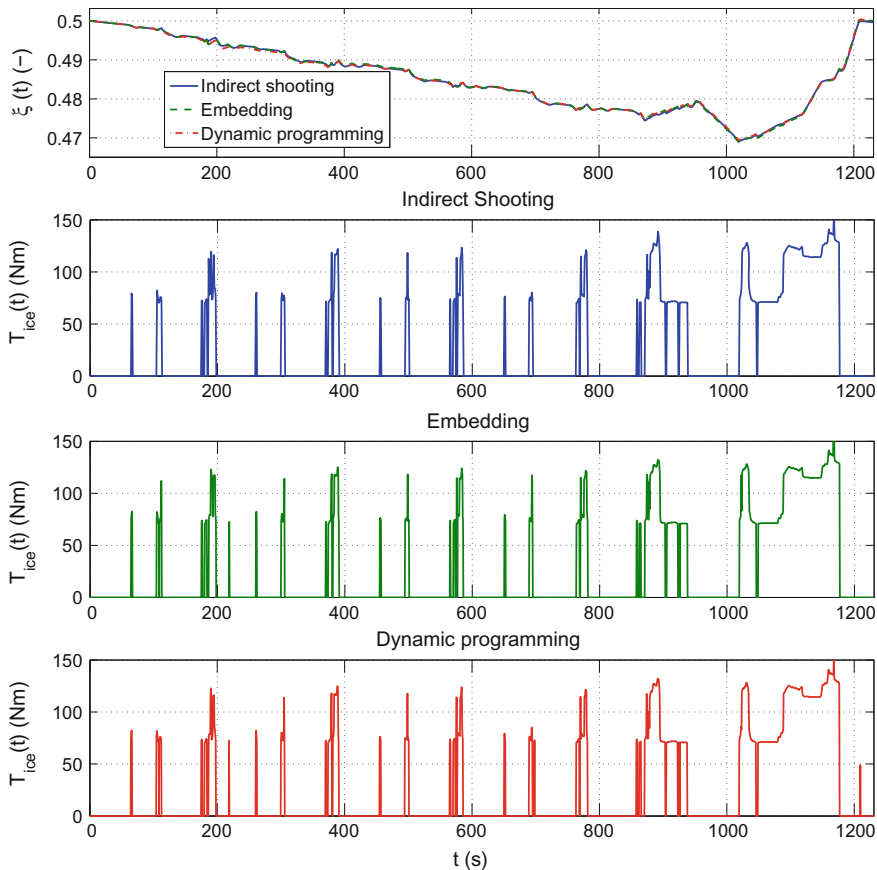 0.5
0.49
0.48
0.47
ξ (t) (−)
Indirect shooting
Embedding
Dynamic programming
0 200 400 600 800 1000 1200
Indirect Shooting
150
100
50
0
T_ice(t) (Nm)
0 200 400 600 800 1000 1200
Embedding
150
100
50
0
T_ice(t) (Nm)
0 200 400 600 800 1000 1200
Dynamic programming
150
100
50
0
T_ice(t) (Nm)
0 200 400 600 800 1000 1200
t (s)